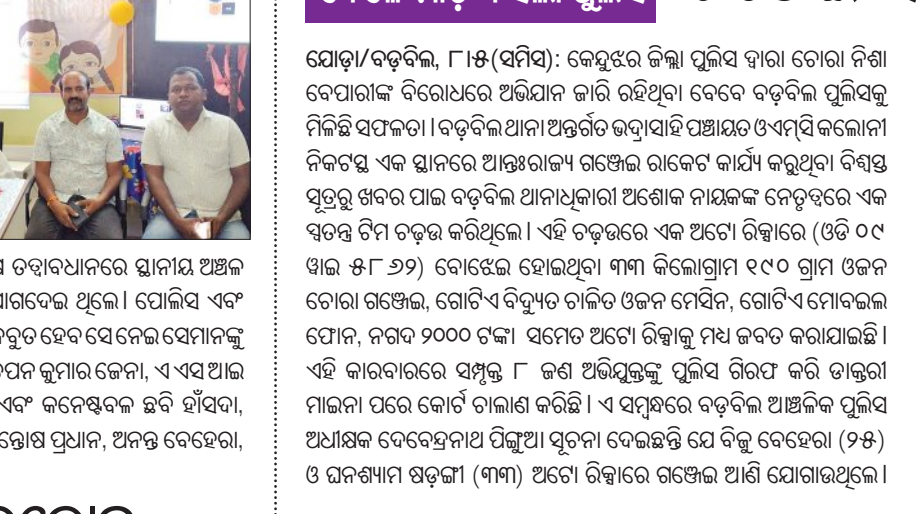 ଯୋଡ଼ା/ବଡ଼ବିଲ, ୮।୫(ସମିସ): କେନ୍ଦୁଝର ଜିଲ୍ଲା ପୁଲିସ ଦ୍ୱାରା ଚୋରା ନିଶା
ବେପାରୀଙ୍କ ବିରୋଧରେ ଅଭିଯାନ ଜାରି ରହିଥିବା ବେବେ ବଡ଼ବିଲ ପୁଲିସକୁ
ମିଳିଛି ସଫଳତା । ବଡ଼ବିଲ ଥାନା ଅନ୍ତର୍ଗତ ଭଦ୍ରାସାହି ପଞ୍ଚାୟତ ଓଏମ୍‌ସି କଲୋନୀ
ନିକଟସ୍ଥ ଏକ ସ୍ଥାନରେ ଆନ୍ତଃରାଜ୍ୟ ଗଞ୍ଜେଇ ରାକେଟ କାର୍ଯ୍ୟ କରୁଥିବା ବିଶ୍ୱସ୍ତ
ସୂତ୍ରରୁ ଖବର ପାଇ ବଡ଼ବିଲ ଥାନାଧିକାରୀ ଅଶୋକ ନାୟକଙ୍କ ନେତୃତ୍ୱରେ ଏକ
ସ୍ୱତନ୍ତ୍ର ଟିମ ଚଢ଼ଉ କରିଥିଲେ । ଏହି ଚଢ଼ଉରେ ଏକ ଅଟୋ ରିକ୍ସାରେ (ଓଡି ୦୯
ୱାଇ ୫୮୬୨) ବୋଝେଇ ହୋଇଥିବା ୩୩ କିଲୋଗ୍ରାମ ୧୯୦ ଗ୍ରାମ ଓଜନ
ଚୋରା ଗଞ୍ଜେଇ, ଗୋଟିଏ ବିଦ୍ୟୁତ ଚାଳିତ ଓଜନ ମେସିନ, ଗୋଟିଏ ମୋବଇଲ
ଫୋନ, ନଗଦ ୨୦୦୦ ଟଙ୍କା ସମେତ ଅଟୋ ରିକ୍ସାକୁ ମଧ୍ୟ ଜବତ କରାଯାଇଛି ।
ଏହି କାରବାରରେ ସମ୍ପୃକ୍ତ ୮ ଜଣ ଅଭିଯୁକ୍ତଙ୍କୁ ପୁଲିସ ଗିରଫ କରି ଡାକ୍ତରୀ
ମାଇନା ପରେ କୋର୍ଟ ଚାଲାଣ କରିଛି । ଏ ସମ୍ବନ୍ଧରେ ବଡ଼ବିଲ ଆଞ୍ଚଳିକ ପୁଲିସ
ଅଧୀକ୍ଷକ ଦେବେନ୍ଦ୍ରନାଥ ପିଙ୍ଗୁଆ ସୂଚନା ଦେଇଛନ୍ତି ଯେ ବିଜୁ ବେହେରା (୨୫)
ଓ ଘନଶ୍ୟାମ ଷଡ଼ଙ୍ଗୀ (୩୩) ଅଟୋ ରିକ୍ସାରେ ଗଞ୍ଜେଇ ଆଣି ଯୋଗାଉଥିଲେ ।
ତତ୍ତ୍ୱାବଧାନରେ ସ୍ଥାନୀୟ ଅଞ୍ଚଳ
ଥିଲେ । ପୋଲିସ ଏବଂ
ହେବ ସେ ନେଇ ସେମାନଙ୍କୁ
କୁମାର ଜେନା, ଏ ଏସ ଆଇ
ଏବଂ କନେଷ୍ଟବଳ ଛବି ହାଁସଦା,
ପ୍ରଧାନ, ଅନନ୍ତ ବେହେରା,